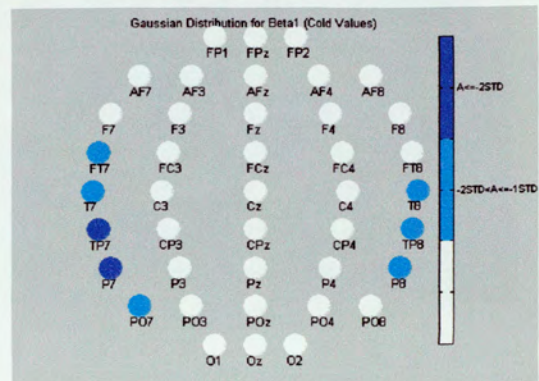 Gaussian Distribution for Beta1 (Cold Values)
FP1 FPz FP2
AF7 AF3 AFz AF4 AF8
A<=-2STD
F7 F3 Fz F4 F8
FT7 FC3 FCz FC4 FT8
T7 C3 Cz C4 T8
-2STD<A<=-1STD
TP7 CP3 CPz CP4 TP8
P7 P3 Pz P4 P8
PO7 PO3 POz PO4 PO8
O1 Oz O2